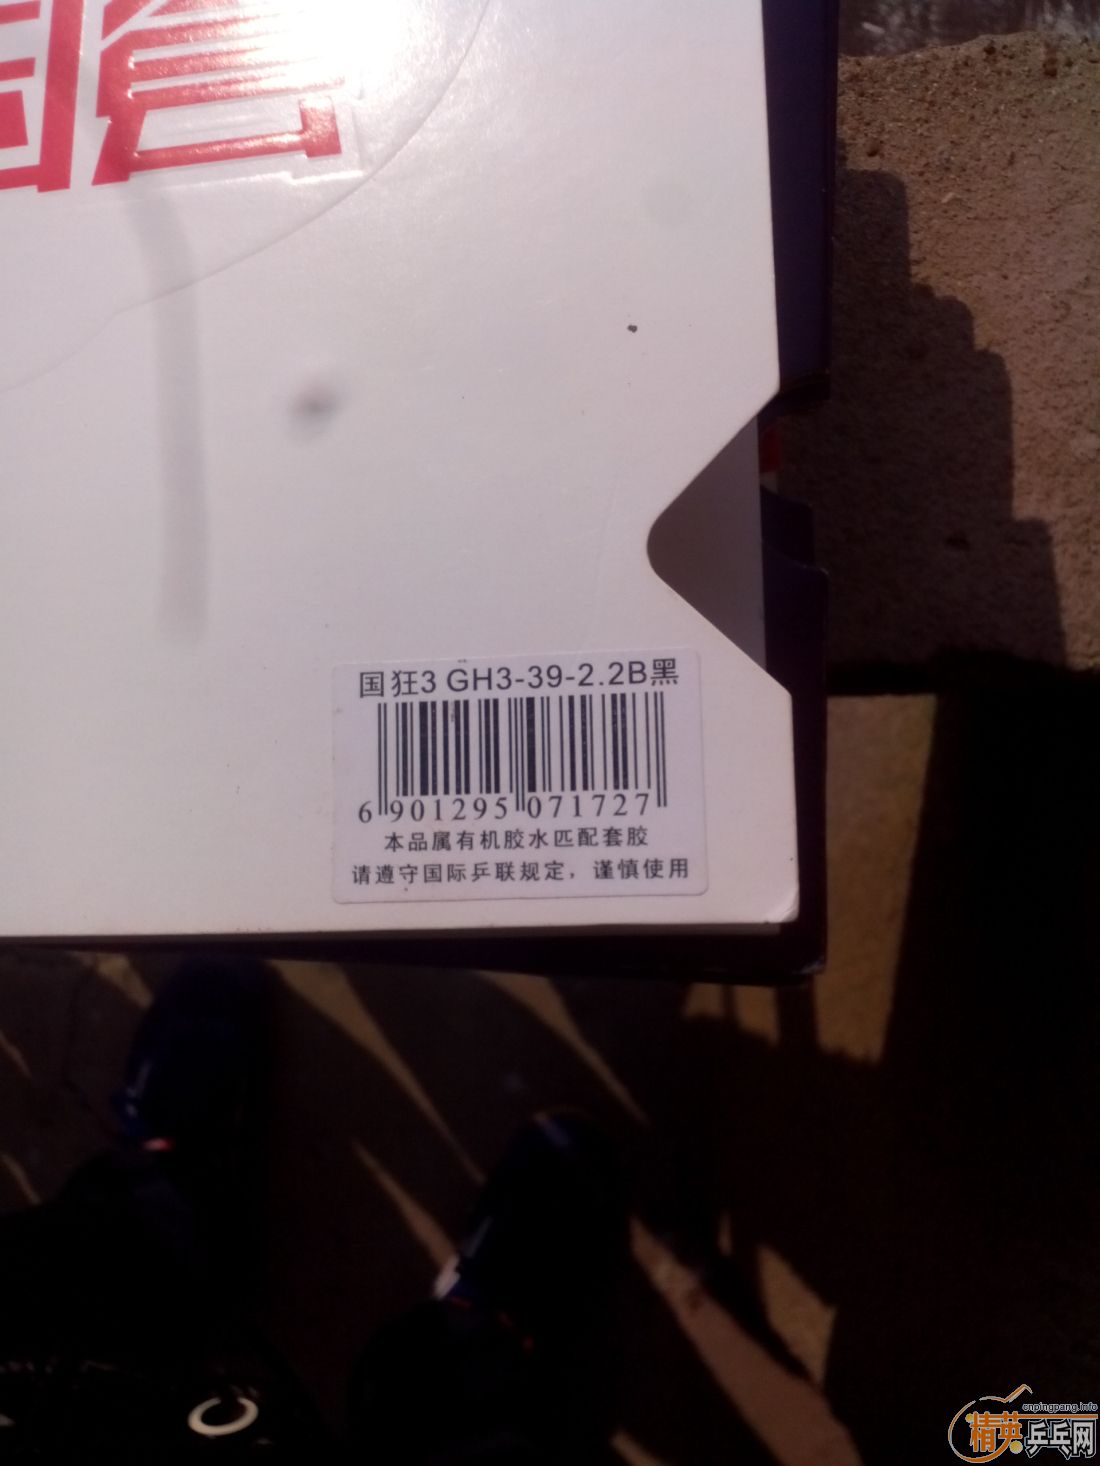 国狂3 GH3-39-2.2B黑
6 901295 071727
本品属有机胶水匹配套胶
请遵守国际乒联规定，谨慎使用
cnpingpang.info
精英乒乓网